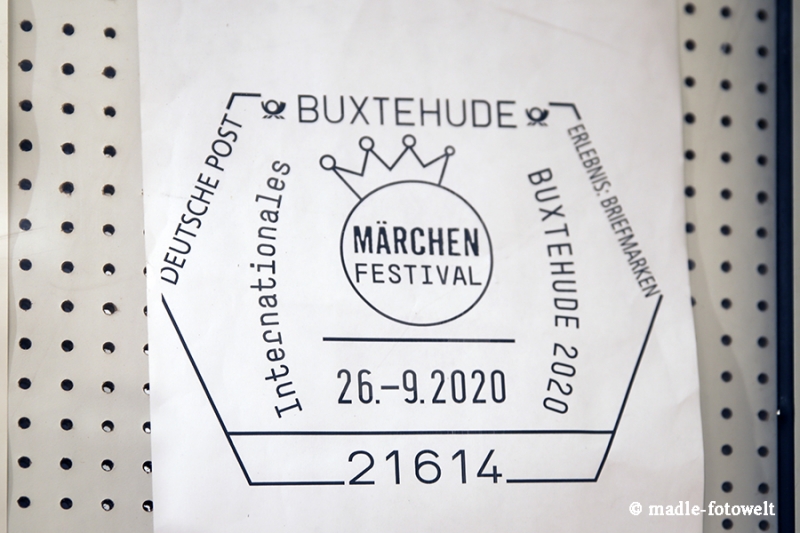 BUXTEHUDE
DEUTSCHE POST
ERLEBNIS: BRIEFMARKEN
Internationales
MÄRCHEN
FESTIVAL
BUXTEHUDE 2020
26.–9.2020
21614
© madle-fotowelt